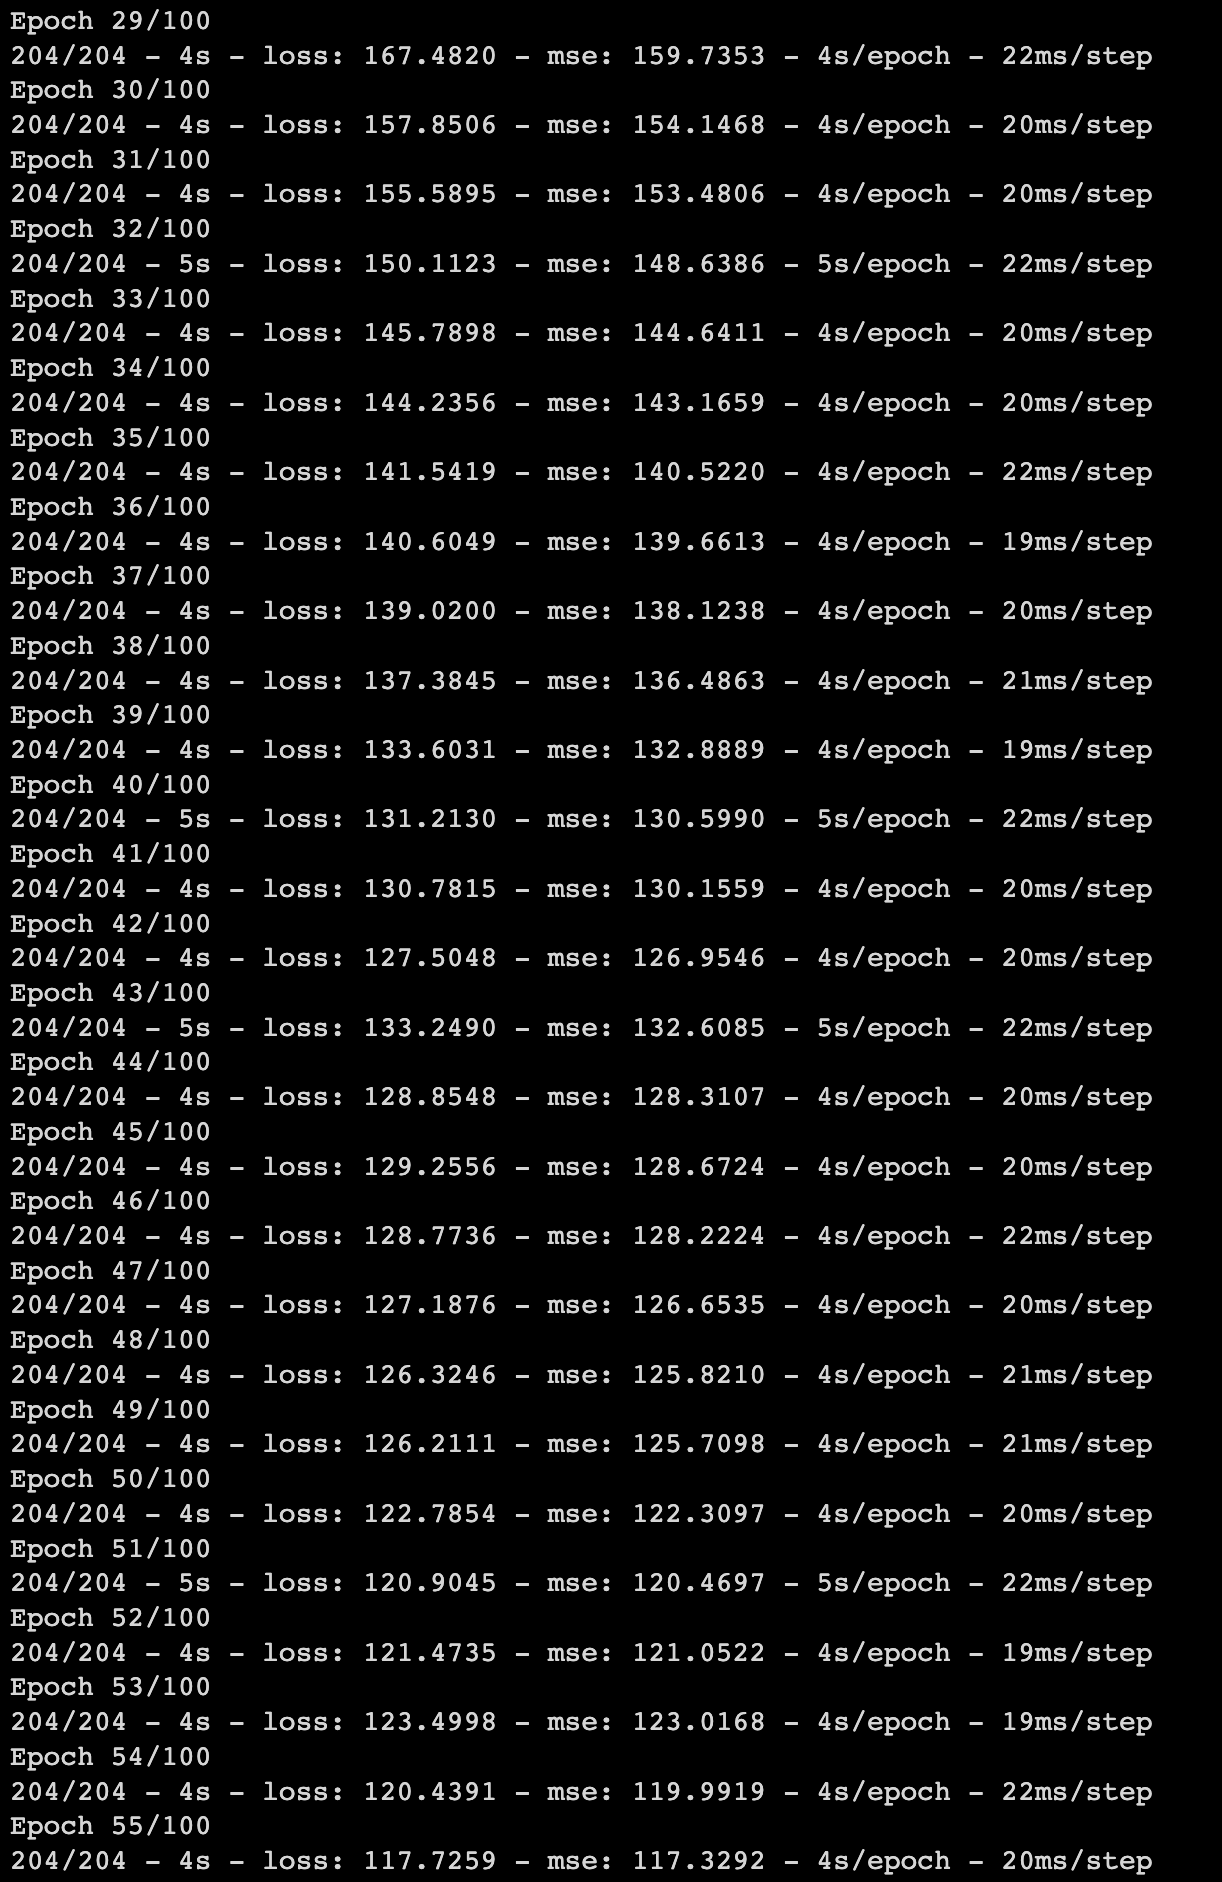 Epoch 29/100
204/204 - 4s - loss: 167.4820 - mse: 159.7353 - 4s/epoch - 22ms/step
Epoch 30/100
204/204 - 4s - loss: 157.8506 - mse: 154.1468 - 4s/epoch - 20ms/step
Epoch 31/100
204/204 - 4s - loss: 155.5895 - mse: 153.4806 - 4s/epoch - 20ms/step
Epoch 32/100
204/204 - 5s - loss: 150.1123 - mse: 148.6386 - 5s/epoch - 22ms/step
Epoch 33/100
204/204 - 4s - loss: 145.7898 - mse: 144.6411 - 4s/epoch - 20ms/step
Epoch 34/100
204/204 - 4s - loss: 144.2356 - mse: 143.1659 - 4s/epoch - 20ms/step
Epoch 35/100
204/204 - 4s - loss: 141.5419 - mse: 140.5220 - 4s/epoch - 22ms/step
Epoch 36/100
204/204 - 4s - loss: 140.6049 - mse: 139.6613 - 4s/epoch - 19ms/step
Epoch 37/100
204/204 - 4s - loss: 139.0200 - mse: 138.1238 - 4s/epoch - 20ms/step
Epoch 38/100
204/204 - 4s - loss: 137.3845 - mse: 136.4863 - 4s/epoch - 21ms/step
Epoch 39/100
204/204 - 4s - loss: 133.6031 - mse: 132.8889 - 4s/epoch - 19ms/step
Epoch 40/100
204/204 - 5s - loss: 131.2130 - mse: 130.5990 - 5s/epoch - 22ms/step
Epoch 41/100
204/204 - 4s - loss: 130.7815 - mse: 130.1559 - 4s/epoch - 20ms/step
Epoch 42/100
204/204 - 4s - loss: 127.5048 - mse: 126.9546 - 4s/epoch - 20ms/step
Epoch 43/100
204/204 - 5s - loss: 133.2490 - mse: 132.6085 - 5s/epoch - 22ms/step
Epoch 44/100
204/204 - 4s - loss: 128.8548 - mse: 128.3107 - 4s/epoch - 20ms/step
Epoch 45/100
204/204 - 4s - loss: 129.2556 - mse: 128.6724 - 4s/epoch - 20ms/step
Epoch 46/100
204/204 - 4s - loss: 128.7736 - mse: 128.2224 - 4s/epoch - 22ms/step
Epoch 47/100
204/204 - 4s - loss: 127.1876 - mse: 126.6535 - 4s/epoch - 20ms/step
Epoch 48/100
204/204 - 4s - loss: 126.3246 - mse: 125.8210 - 4s/epoch - 21ms/step
Epoch 49/100
204/204 - 4s - loss: 126.2111 - mse: 125.7098 - 4s/epoch - 21ms/step
Epoch 50/100
204/204 - 4s - loss: 122.7854 - mse: 122.3097 - 4s/epoch - 20ms/step
Epoch 51/100
204/204 - 5s - loss: 120.9045 - mse: 120.4697 - 5s/epoch - 22ms/step
Epoch 52/100
204/204 - 4s - loss: 121.4735 - mse: 121.0522 - 4s/epoch - 19ms/step
Epoch 53/100
204/204 - 4s - loss: 123.4998 - mse: 123.0168 - 4s/epoch - 19ms/step
Epoch 54/100
204/204 - 4s - loss: 120.4391 - mse: 119.9919 - 4s/epoch - 22ms/step
Epoch 55/100
204/204 - 4s - loss: 117.7259 - mse: 117.3292 - 4s/epoch - 20ms/step